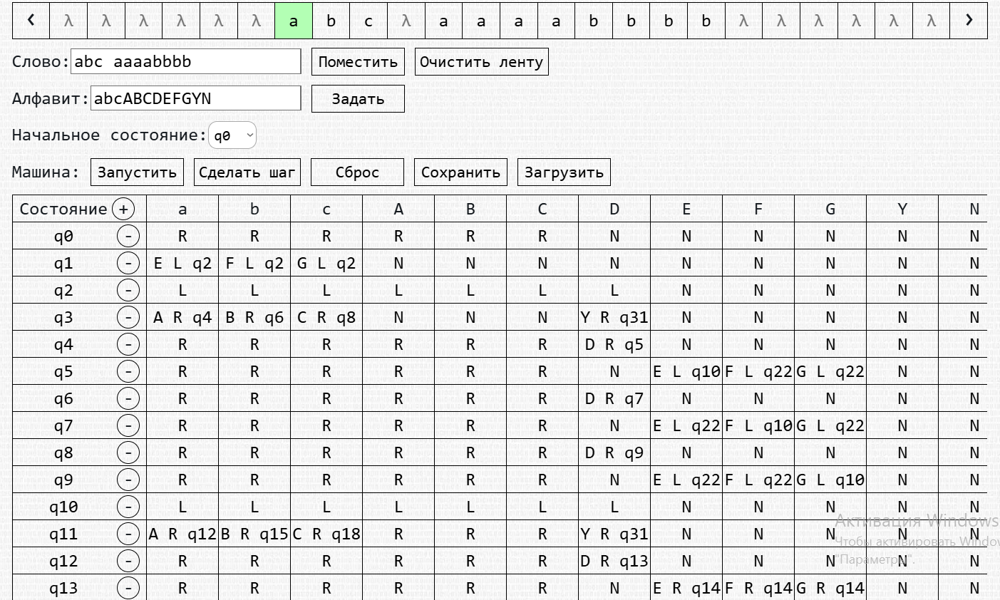 ‹ λ λ λ λ λ λ a b c λ a a a a b b b b λ λ λ λ λ λ ›
Слово: abc aaaabbbb Поместить Очистить ленту
Алфавит: abcABCDEFGYN Задать
Начальное состояние: q0
Машина: Запустить Сделать шаг Сброс Сохранить Загрузить
Состояние + a b c A B C D E F G Y N
q0 - R R R R R R N N N N N N
q1 - E L q2 F L q2 G L q2 N N N N N N N N N
q2 - L L L L L L L N N N N N
q3 - A R q4 B R q6 C R q8 N N N Y R q31 N N N N N
q4 - R R R R R R D R q5 N N N N N
q5 - R R R R R R N E L q10 F L q22 G L q22 N N
q6 - R R R R R R D R q7 N N N N N
q7 - R R R R R R N E L q22 F L q10 G L q22 N N
q8 - R R R R R R D R q9 N N N N N
q9 - R R R R R R N E L q22 F L q22 G L q10 N N
q10 - L L L L L L L N N N N N
q11 - A R q12 B R q15 C R q18 R R R Y R q31 N N N N N
q12 - R R R R R R D R q13 N N N N N
q13 - R R R R R R N E R q14 F R q14 G R q14 N N
Активация Windows
Чтобы активировать Windo
"Параметры".